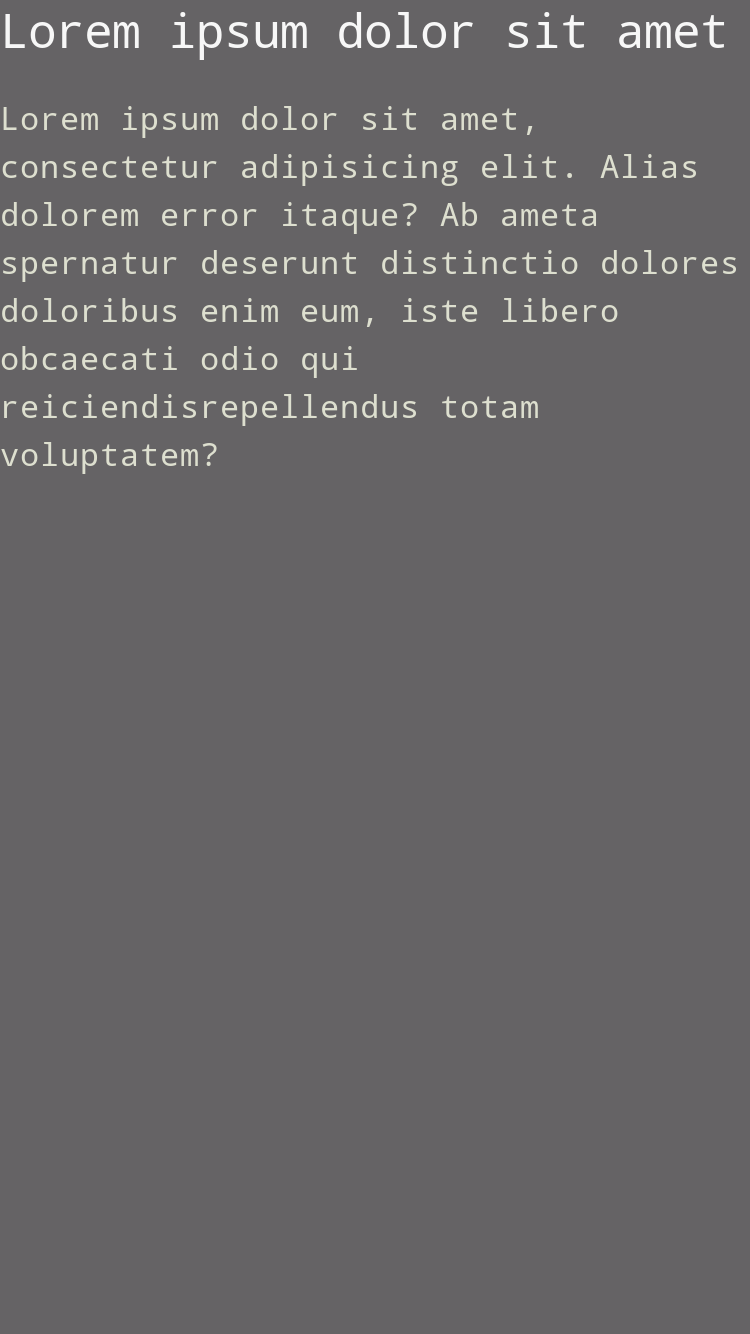 Lorem ipsum dolor sit amet
Lorem ipsum dolor sit amet,
consectetur adipisicing elit. Alias
dolorem error itaque? Ab ameta
spernatur deserunt distinctio dolores
doloribus enim eum, iste libero
obcaecati odio qui
reiciendisrepellendus totam
voluptatem?